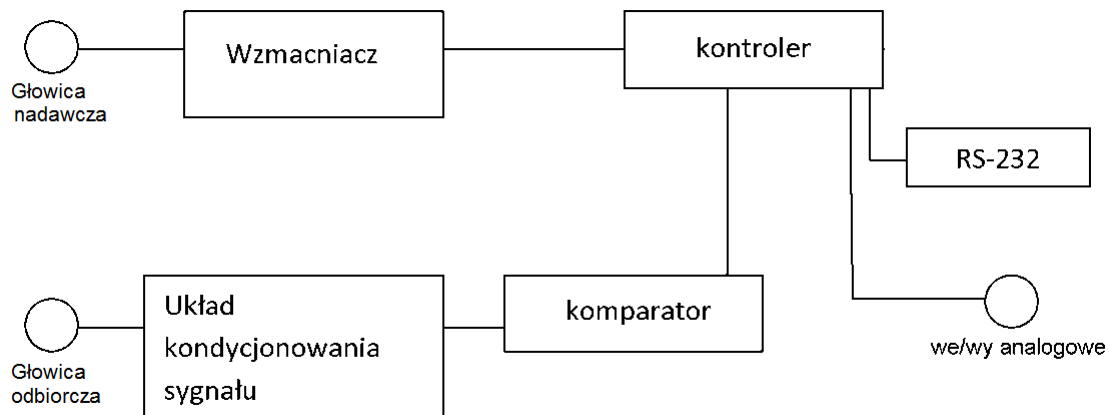 Wzmacniacz
kontroler
Głowica
nadawcza
RS-232
Układ
kondycjonowania
sygnału
komparator
we/wy analogowe
Głowica
odbiorcza